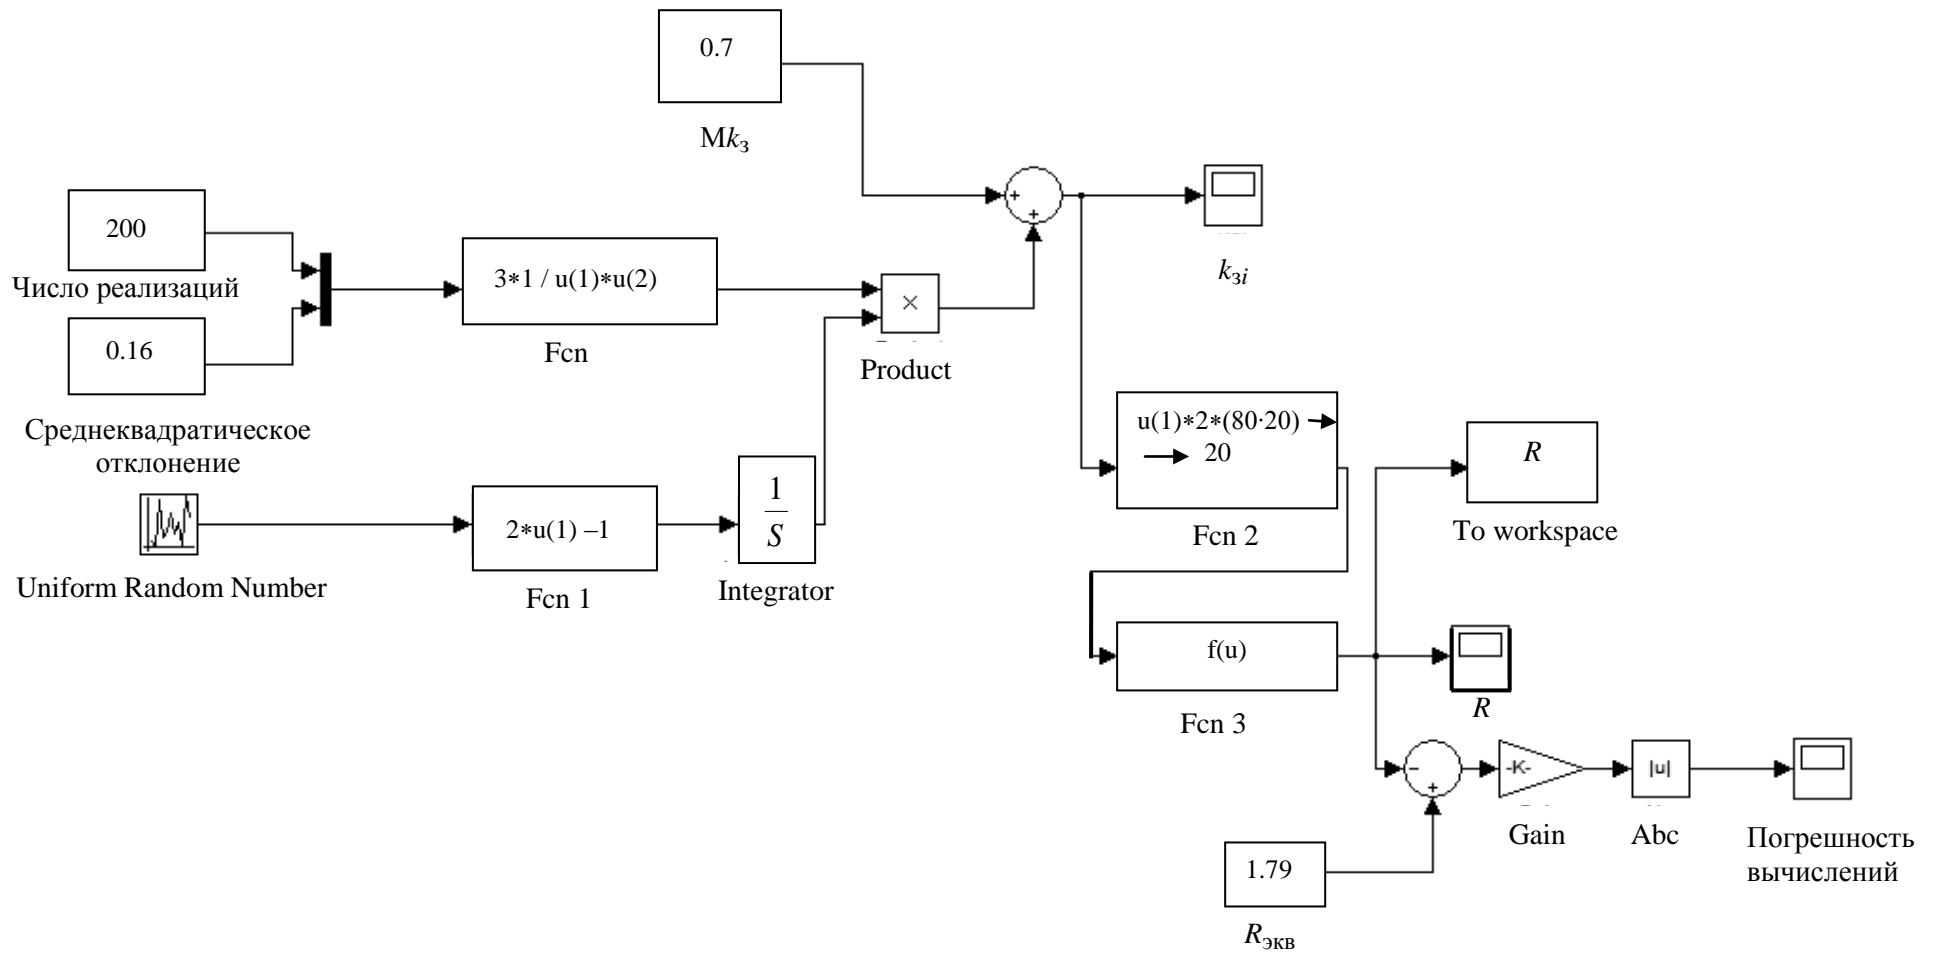 0.7
Mkз
200
Число реализаций
0.16
Среднеквадратическое
отклонение
Uniform Random Number
3*1 / u(1)*u(2)
Fcn
2*u(1) –1
Fcn 1
1
S
Integrator
×
Product
+
+
kзi
u(1)*2*(80·20) →
→ 20
Fcn 2
R
To workspace
f(u)
Fcn 3
R
-
+
-K-
Gain
|u|
Abc
Погрешность
вычислений
1.79
Rэкв